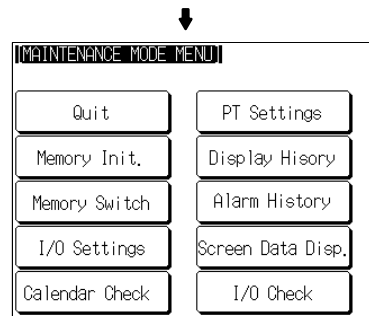 [MAINTENANCE MODE MENU]
Quit
PT Settings
Memory Init.
Display Hisory
Memory Switch
Alarm History
I/O Settings
Screen Data Disp.
Calendar Check
I/O Check